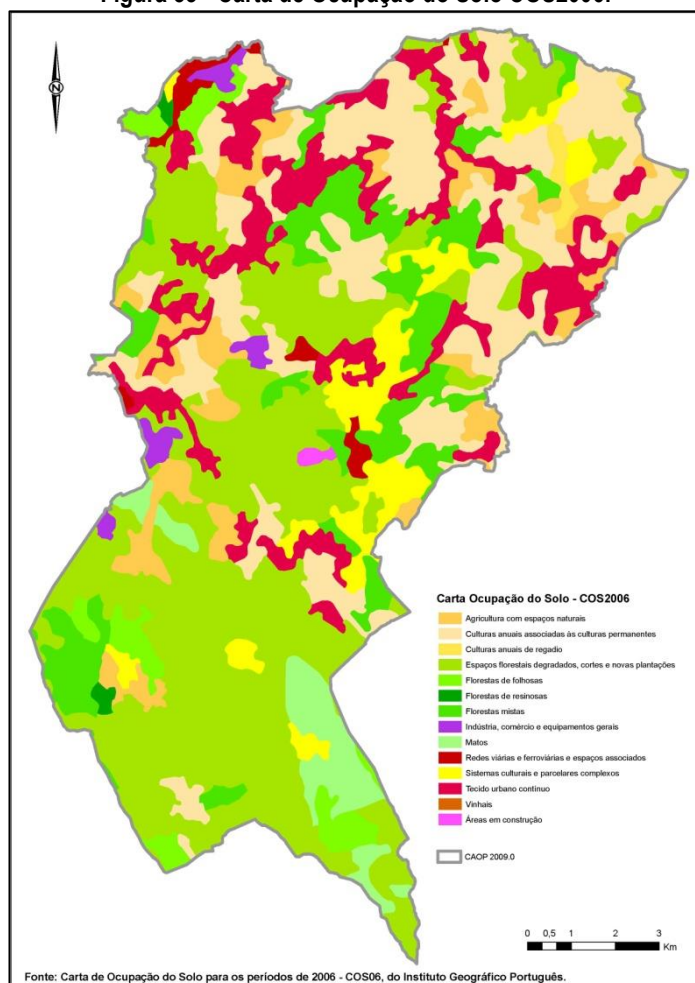 Carta de Ocupação do Solo COS2006.
N
Carta Ocupação do Solo - COS2006
Agricultura com espaços naturais
Culturas anuais associadas às culturas permanentes
Culturas anuais de regadio
Espaços florestais degradados, cortes e novas plantações
Florestas de folhosas
Florestas de resinosas
Florestas mistas
Indústria, comércio e equipamentos gerais
Matos
Redes viárias e ferroviárias e espaços associados
Sistemas culturais e parcelares complexos
Tecido urbano contínuo
Vinhais
Áreas em construção
CAOP 2009.0
0 0,5 1 2 3
Km
Fonte: Carta de Ocupação do Solo para os períodos de 2006 - COS06, do Instituto Geográfico Português.